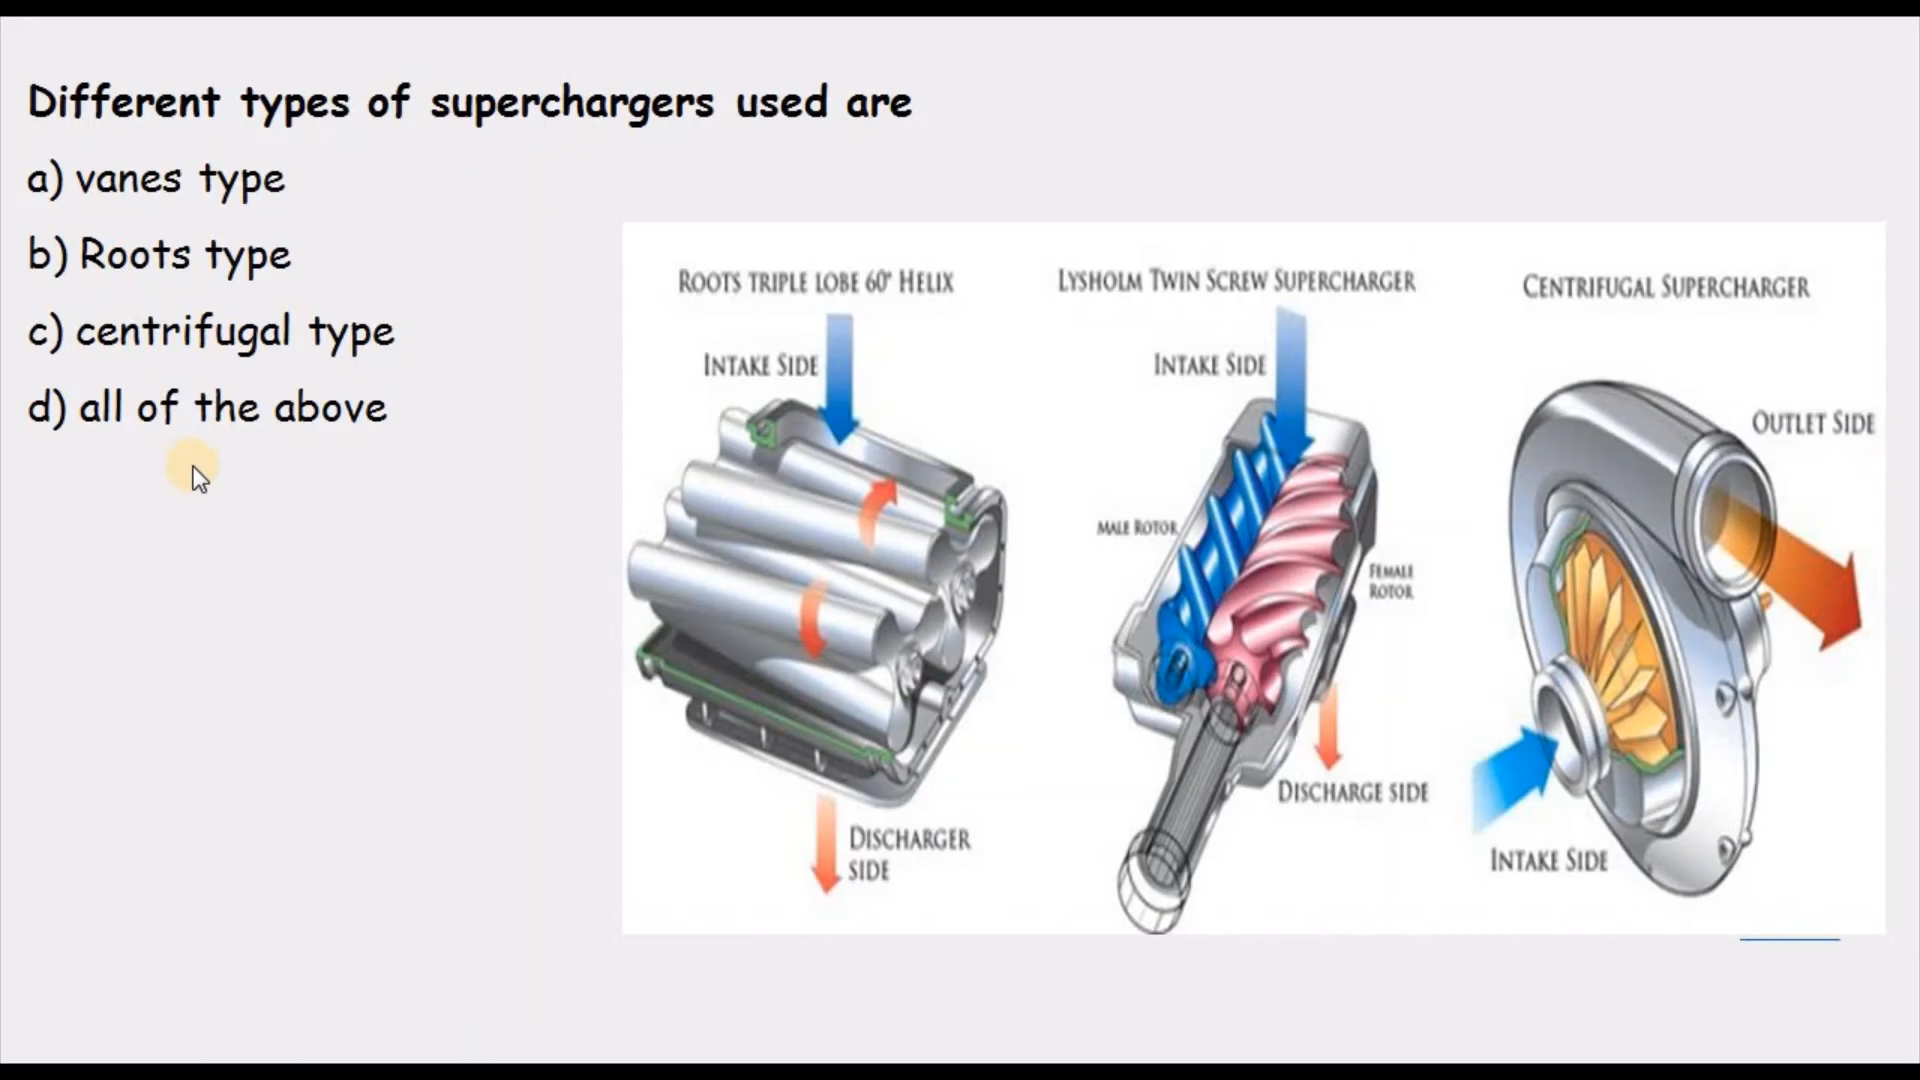 Different types of superchargers used are
a) vanes type
b) Roots type
c) centrifugal type
d) all of the above
ROOTS TRIPLE LOBE 60° HELIX
INTAKE SIDE
DISCHARGER
SIDE
LYSHOLM TWIN SCREW SUPERCHARGER
INTAKE SIDE
MALE ROTOR
FEMALE
ROTOR
DISCHARGE SIDE
CENTRIFUGAL SUPERCHARGER
OUTLET SIDE
INTAKE SIDE